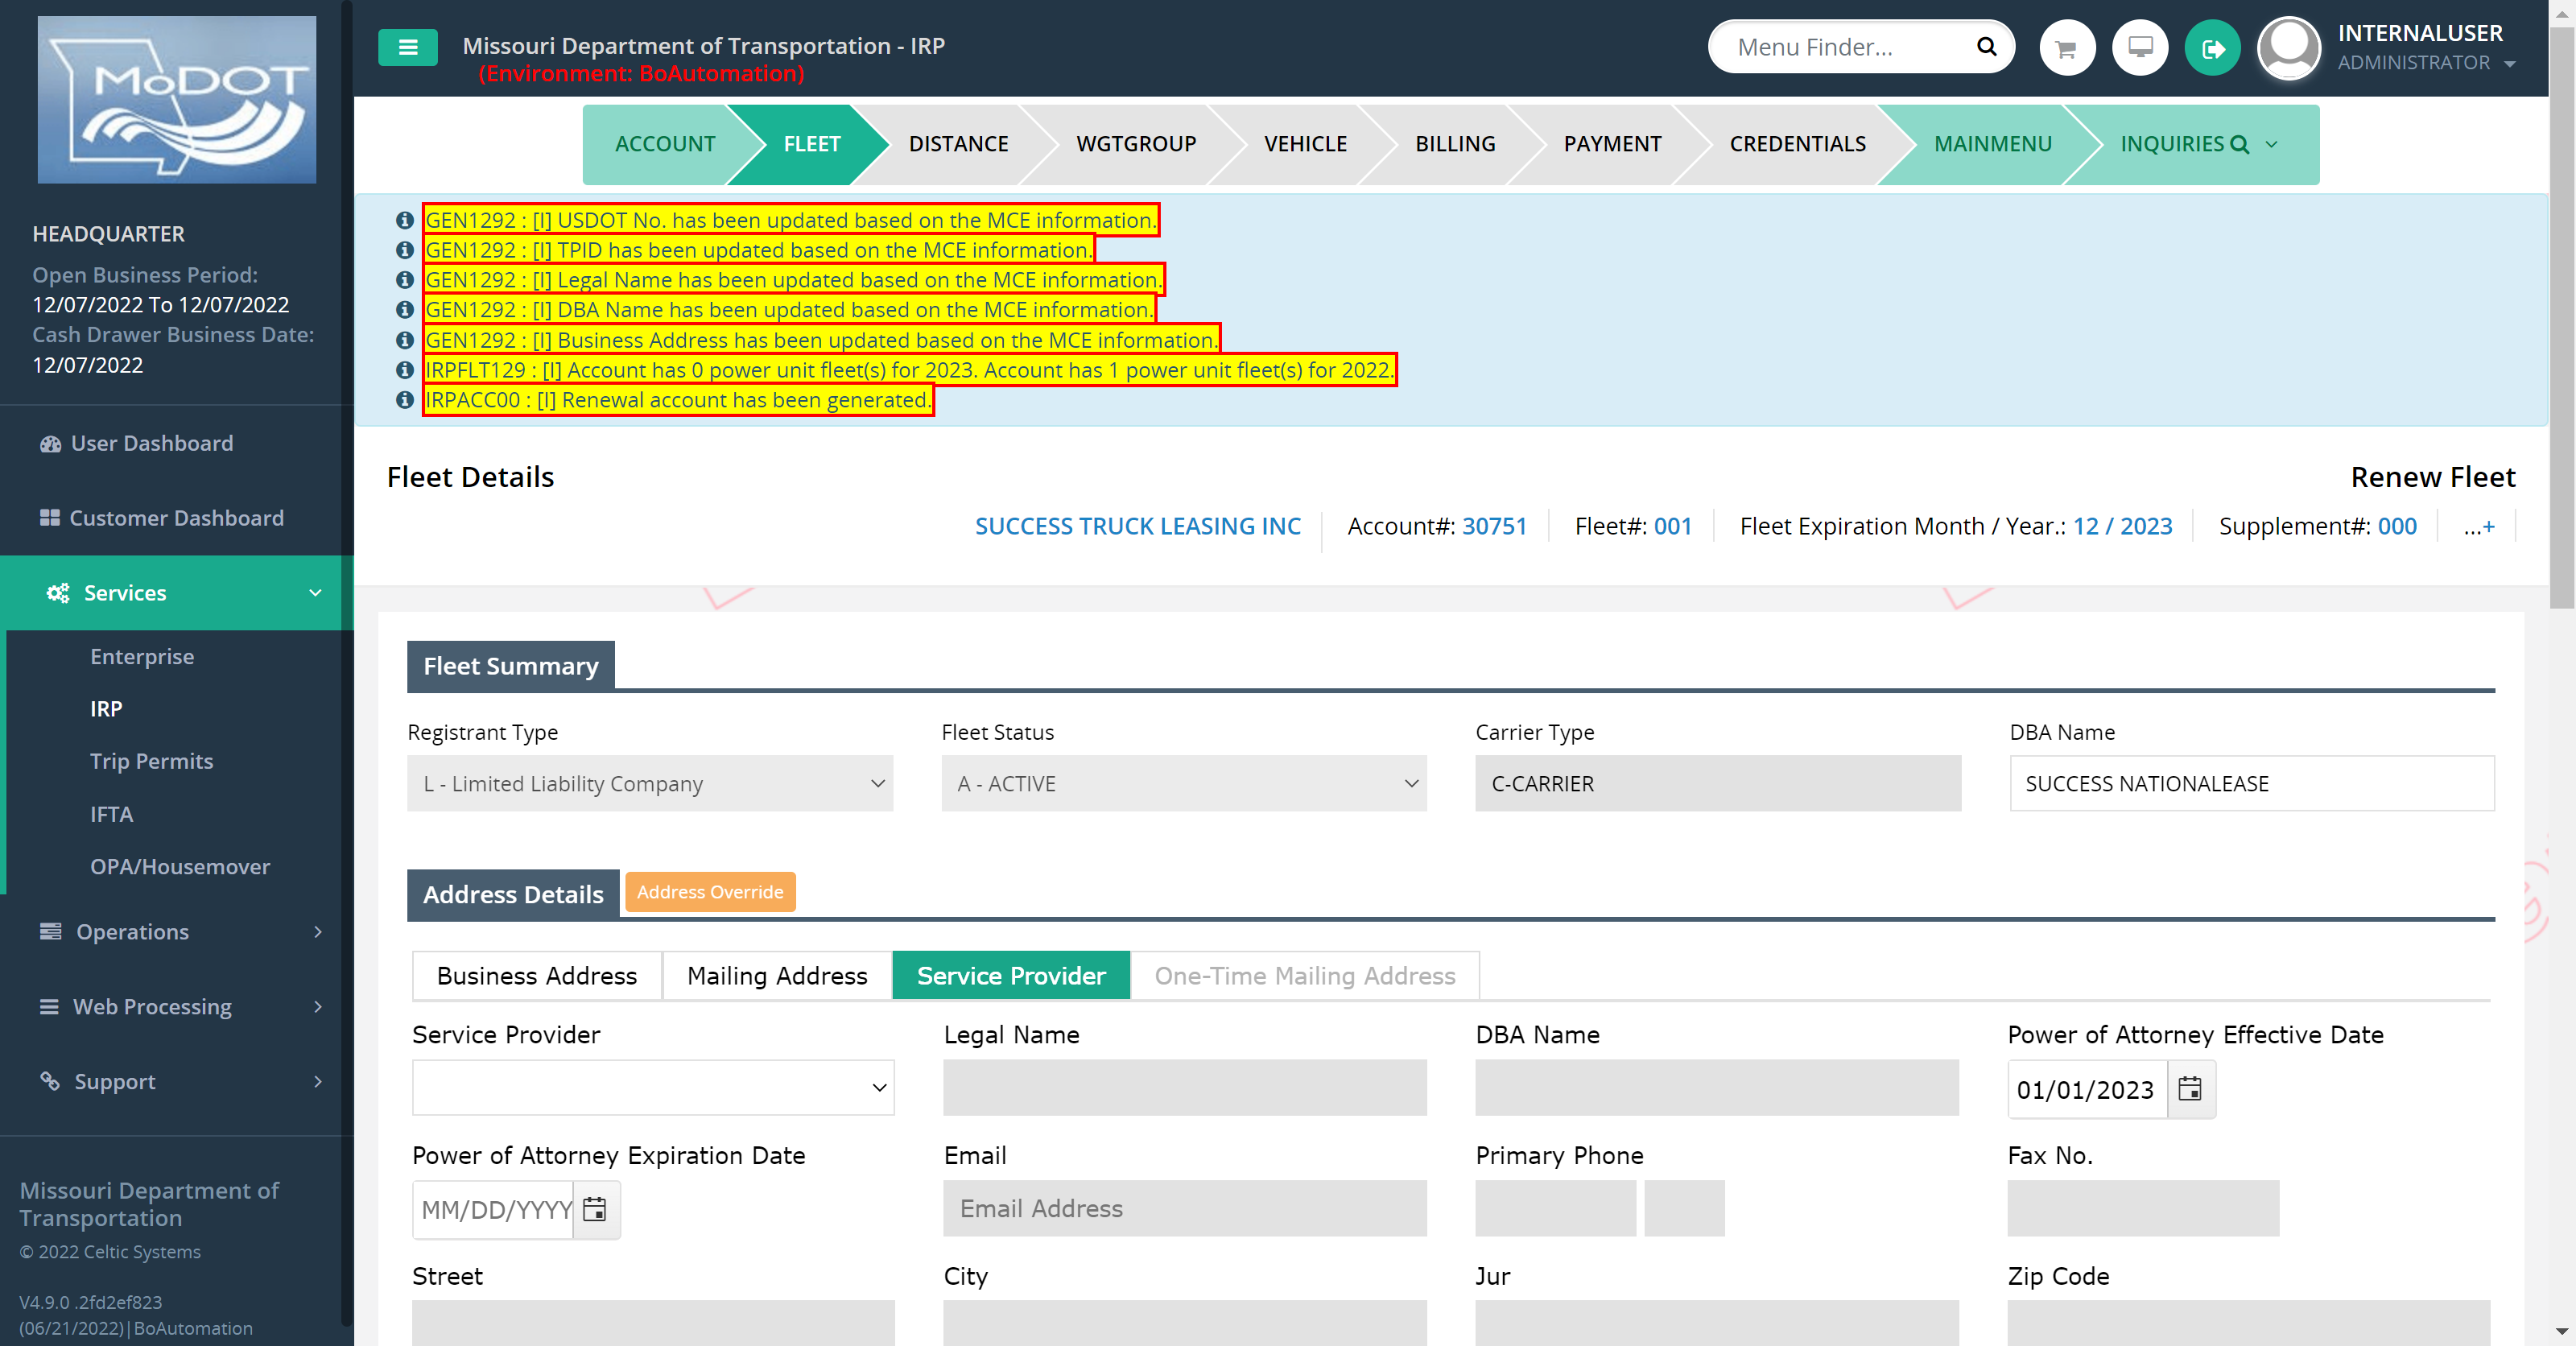 MoDOT
HEADQUARTER
Open Business Period:
12/07/2022 To 12/07/2022
Cash Drawer Business Date:
12/07/2022
User Dashboard
Customer Dashboard
Services
Enterprise
IRP
Trip Permits
IFTA
OPA/Housemover
Operations
Web Processing
Support
Missouri Department of
Transportation
© 2022 Celtic Systems
V4.9.0 .2fd2ef823
(06/21/2022)|BoAutomation
Missouri Department of Transportation - IRP
(Environment: BoAutomation)
Menu Finder...
INTERNALUSER
ADMINISTRATOR
ACCOUNT FLEET DISTANCE WGTGROUP VEHICLE BILLING PAYMENT CREDENTIALS MAINMENU INQUIRIES
GEN1292 : [I] USDOT No. has been updated based on the MCE information.
GEN1292 : [I] TPID has been updated based on the MCE information.
GEN1292 : [I] Legal Name has been updated based on the MCE information.
GEN1292 : [I] DBA Name has been updated based on the MCE information.
GEN1292 : [I] Business Address has been updated based on the MCE information.
IRPFLT129 : [I] Account has 0 power unit fleet(s) for 2023. Account has 1 power unit fleet(s) for 2022.
IRPACC00 : [I] Renewal account has been generated.
Fleet Details Renew Fleet
SUCCESS TRUCK LEASING INC Account#: 30751 Fleet#: 001 Fleet Expiration Month / Year.: 12 / 2023 Supplement#: 000 ...+
Fleet Summary
Registrant Type Fleet Status Carrier Type DBA Name
L - Limited Liability Company A - ACTIVE C-CARRIER SUCCESS NATIONALEASE
Address Details Address Override
Business Address Mailing Address Service Provider One-Time Mailing Address
Service Provider Legal Name DBA Name Power of Attorney Effective Date
01/01/2023
Power of Attorney Expiration Date Email Primary Phone Fax No.
MM/DD/YYYY Email Address
Street City Jur Zip Code